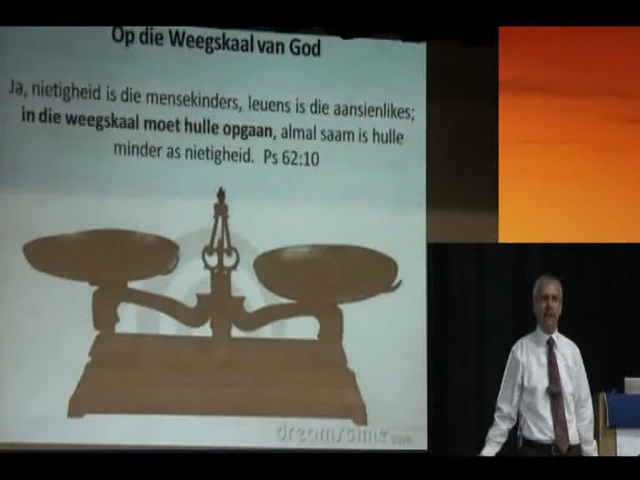 Op die Weegskaal van God
Ja, nietigheid is die mensekinders, leuens is die aansienlikes;
in die weegskaal moet hulle opgaan, almal saam is hulle
minder as nietigheid. Ps 62:10
dreamstime